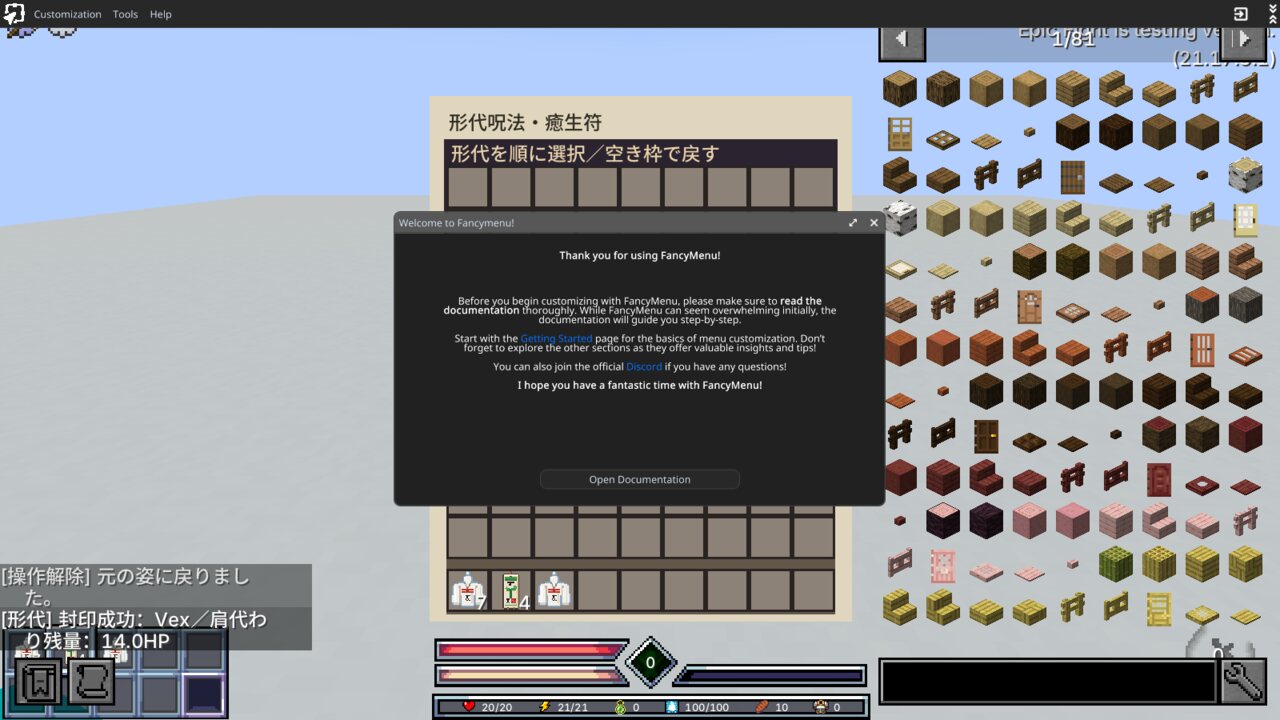 Customization Tools Help
1/81
(21.17.3.2)
形代呪法・癒生符
形代を順に選択／空き枠で戻す
Welcome to Fancymenu!
Thank you for using FancyMenu!
Before you begin customizing with FancyMenu, please make sure to read the
documentation thoroughly. While FancyMenu can seem overwhelming initially, the
documentation will guide you step-by-step.
Start with the Getting Started page for the basics of menu customization. Don't
forget to explore the other sections as they offer valuable insights and tips!
You can also join the official Discord if you have any questions!
I hope you have a fantastic time with FancyMenu!
Open Documentation
7 4
[操作解除] 元の姿に戻りまし
た。
[形代] 封印成功: Vex／肩代わ
り残量: 14.0HP
0
20/20 21/21 0 100/100 10 0